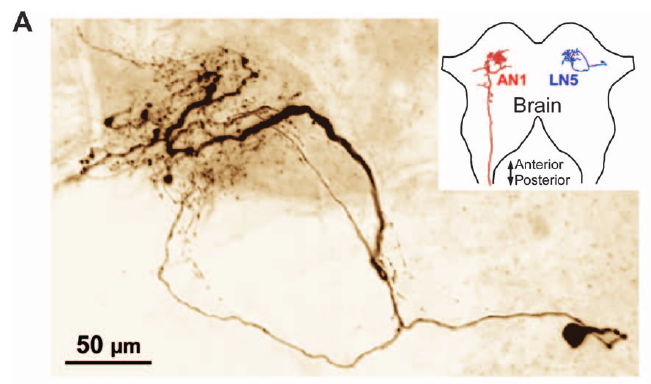 A
AN1
LN5
Brain
Anterior
Posterior
50 µm